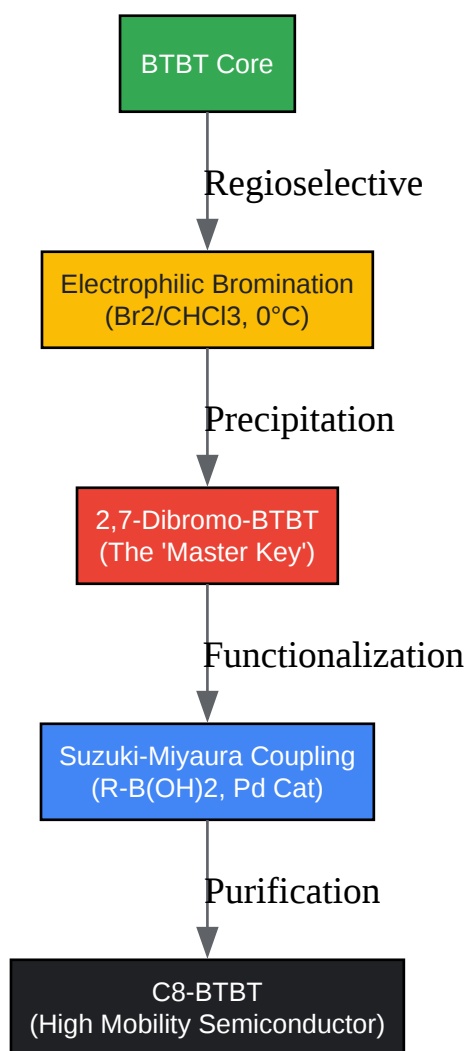 BTBT Core
Regioselective
Electrophilic Bromination
(Br2/CHCl3, 0°C)
Precipitation
2,7-Dibromo-BTBT
(The 'Master Key')
Functionalization
Suzuki-Miyaura Coupling
(R-B(OH)2, Pd Cat)
Purification
C8-BTBT
(High Mobility Semiconductor)